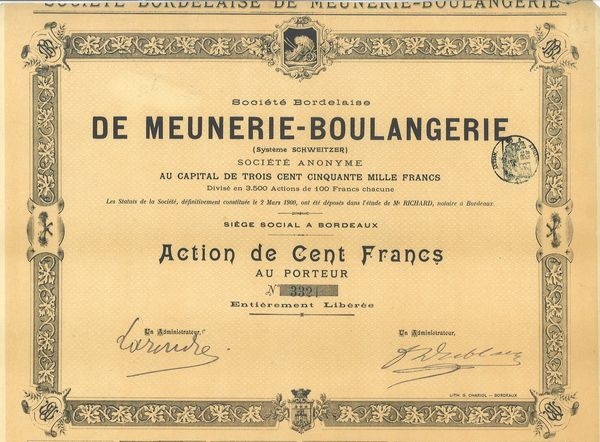 SOCIÉTÉ BORDELAISE DE MEUNERIE-BOULANGERIE
Société Bordelaise
DE MEUNERIE-BOULANGERIE
(Système SCHWEITZER)
SOCIÉTÉ ANONYME
AU CAPITAL DE TROIS CENT CINQUANTE MILLE FRANCS
Divisé en 3.500 Actions de 100 Francs chacune
Les Statuts de la Société, définitivement constituée le 2 Mars 1900, ont été déposés dans l'étude de Me RICHARD, notaire à Bordeaux.
SIÈGE SOCIAL A BORDEAUX
Action de Cent Francs
AU PORTEUR
No 3321
Entièrement Libérée
Un Administrateur,
Un Administrateur,
LITH. G. CHARIOL - BORDEAUX